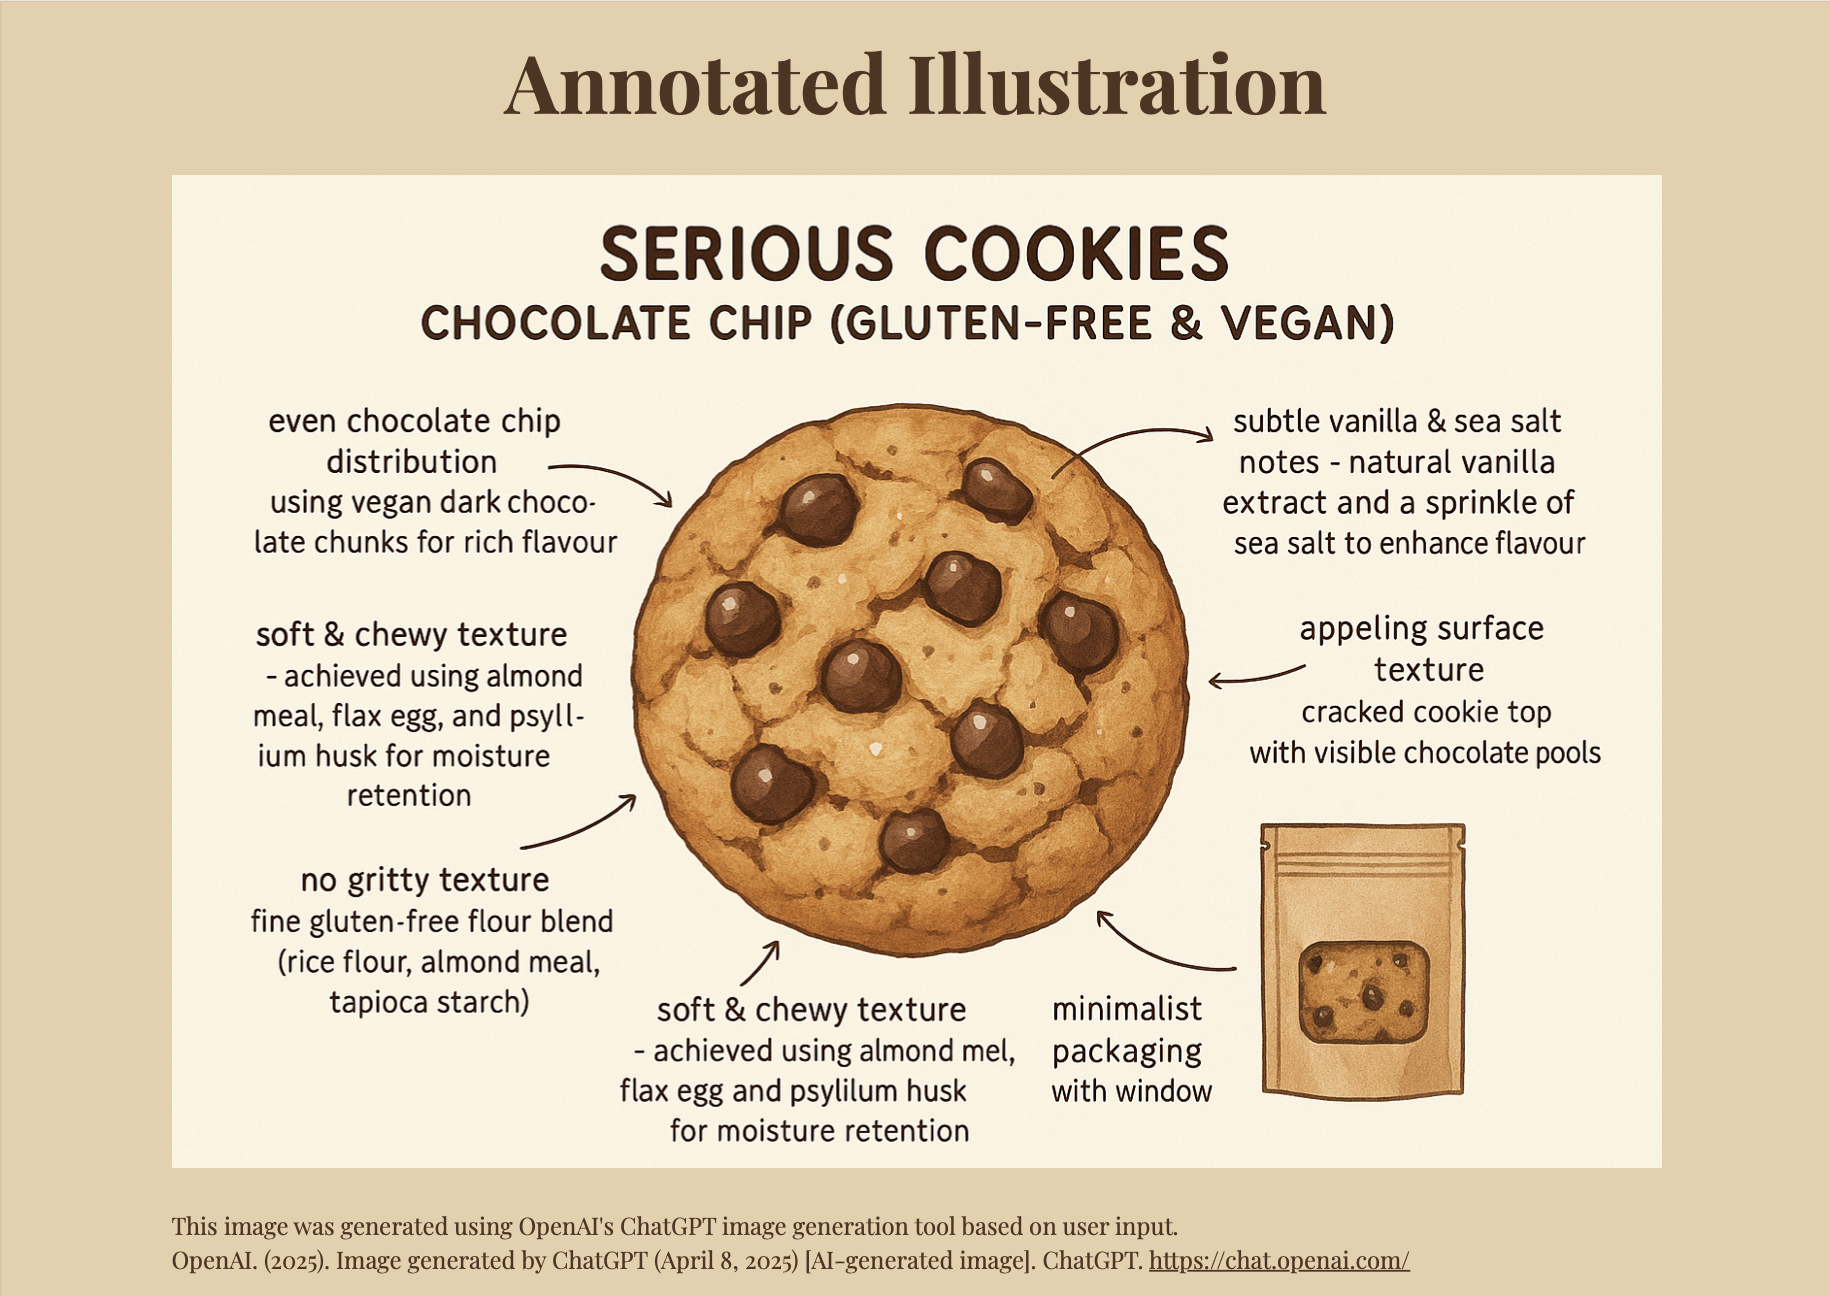 Annotated Illustration
SERIOUS COOKIES
CHOCOLATE CHIP (GLUTEN-FREE & VEGAN)
even chocolate chip
distribution
using vegan dark choco-
late chunks for rich flavour
subtle vanilla & sea salt
notes - natural vanilla
extract and a sprinkle of
sea salt to enhance flavour
soft & chewy texture
- achieved using almond
meal, flax egg, and psyll-
ium husk for moisture
retention
appeling surface
texture
cracked cookie top
with visible chocolate pools
no gritty texture
fine gluten-free flour blend
(rice flour, almond meal,
tapioca starch)
soft & chewy texture
- achieved using almond mel,
flax egg and psylilum husk
for moisture retention
minimalist
packaging
with window
This image was generated using OpenAI's ChatGPT image generation tool based on user input.
OpenAI. (2025). Image generated by ChatGPT (April 8, 2025) [AI-generated image]. ChatGPT. https://chat.openai.com/